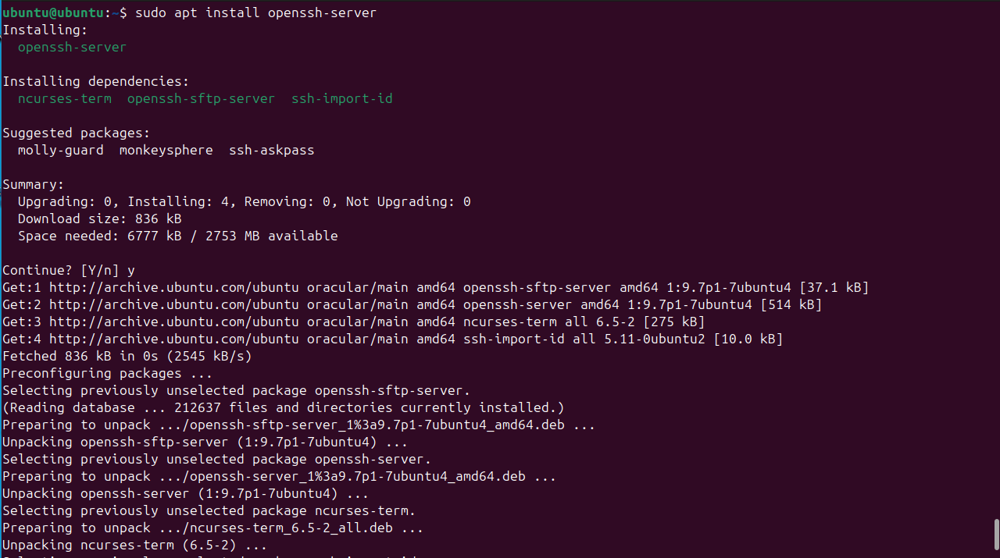 ubuntu@ubuntu:~$ sudo apt install openssh-server
Installing:
  openssh-server

Installing dependencies:
  ncurses-term  openssh-sftp-server  ssh-import-id

Suggested packages:
  molly-guard  monkeysphere  ssh-askpass

Summary:
  Upgrading: 0, Installing: 4, Removing: 0, Not Upgrading: 0
  Download size: 836 kB
  Space needed: 6777 kB / 2753 MB available

Continue? [Y/n] y
Get:1 http://archive.ubuntu.com/ubuntu oracular/main amd64 openssh-sftp-server amd64 1:9.7p1-7ubuntu4 [37.1 kB]
Get:2 http://archive.ubuntu.com/ubuntu oracular/main amd64 openssh-server amd64 1:9.7p1-7ubuntu4 [514 kB]
Get:3 http://archive.ubuntu.com/ubuntu oracular/main amd64 ncurses-term all 6.5-2 [275 kB]
Get:4 http://archive.ubuntu.com/ubuntu oracular/main amd64 ssh-import-id all 5.11-0ubuntu2 [10.0 kB]
Fetched 836 kB in 0s (2545 kB/s)
Preconfiguring packages ...
Selecting previously unselected package openssh-sftp-server.
(Reading database ... 212637 files and directories currently installed.)
Preparing to unpack .../openssh-sftp-server_1%3a9.7p1-7ubuntu4_amd64.deb ...
Unpacking openssh-sftp-server (1:9.7p1-7ubuntu4) ...
Selecting previously unselected package openssh-server.
Preparing to unpack .../openssh-server_1%3a9.7p1-7ubuntu4_amd64.deb ...
Unpacking openssh-server (1:9.7p1-7ubuntu4) ...
Selecting previously unselected package ncurses-term.
Preparing to unpack .../ncurses-term_6.5-2_all.deb ...
Unpacking ncurses-term (6.5-2) ...